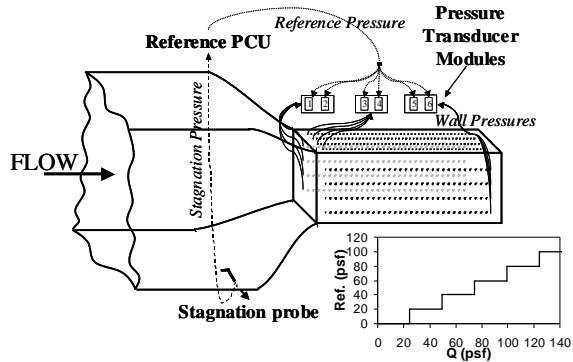 Reference Pressure
Pressure
Transducer
Modules
Reference PCU
1 2 3 4 5 6
Wall Pressures
Stagnation Pressure
FLOW
Stagnation probe
Ref. (psf)
120
100
80
60
40
20
0
0 20 40 60 80 100 120 140
Q (psf)